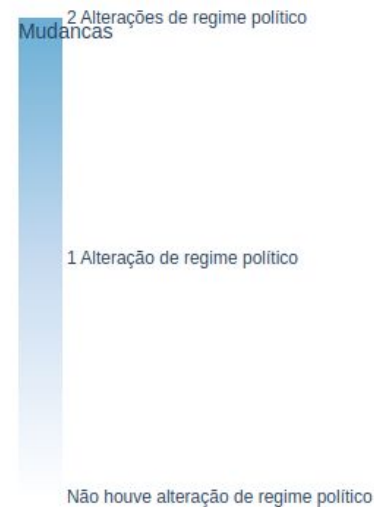 2 Alterações de regime político
Mudancas
1 Alteração de regime político
Não houve alteração de regime político